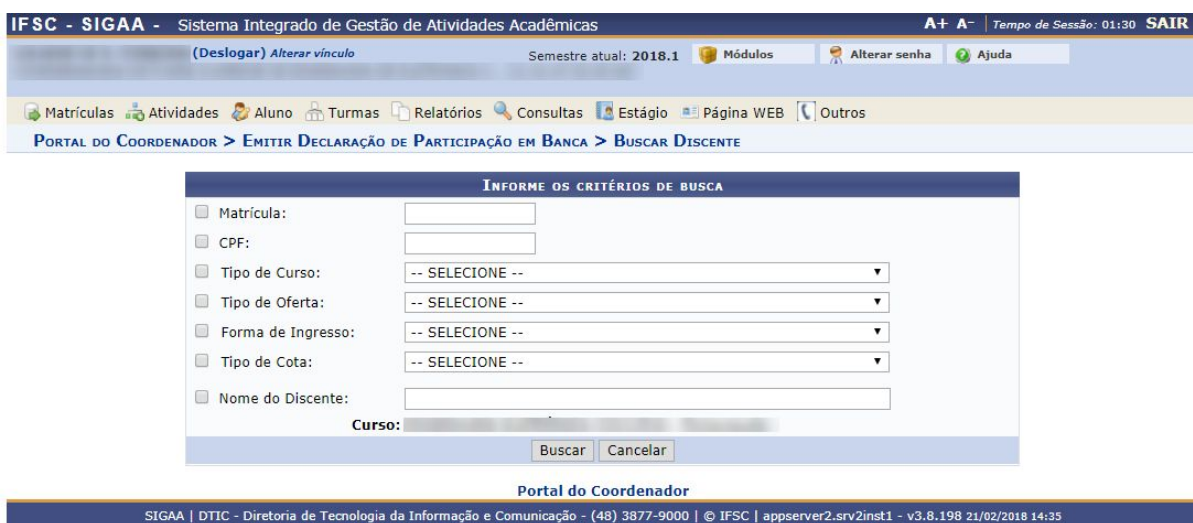 IFSC - SIGAA - Sistema Integrado de Gestão de Atividades Acadêmicas A+ A- Tempo de Sessão: 01:30 SAIR
(Deslogar) Alterar vínculo Semestre atual: 2018.1 Módulos Alterar senha Ajuda
Matrículas Atividades Aluno Turmas Relatórios Consultas Estágio Página WEB Outros
Portal do Coordenador > Emitir Declaração de Participação em Banca > Buscar Discente
Informe os critérios de busca
Matrícula:
CPF:
Tipo de Curso: -- SELECIONE --
Tipo de Oferta: -- SELECIONE --
Forma de Ingresso: -- SELECIONE --
Tipo de Cota: -- SELECIONE --
Nome do Discente:
Curso:
Buscar Cancelar
Portal do Coordenador
SIGAA | DTIC - Diretoria de Tecnologia da Informação e Comunicação - (48) 3877-9000 | © IFSC | appserver2.srv2inst1 - v3.8.198 21/02/2018 14:35